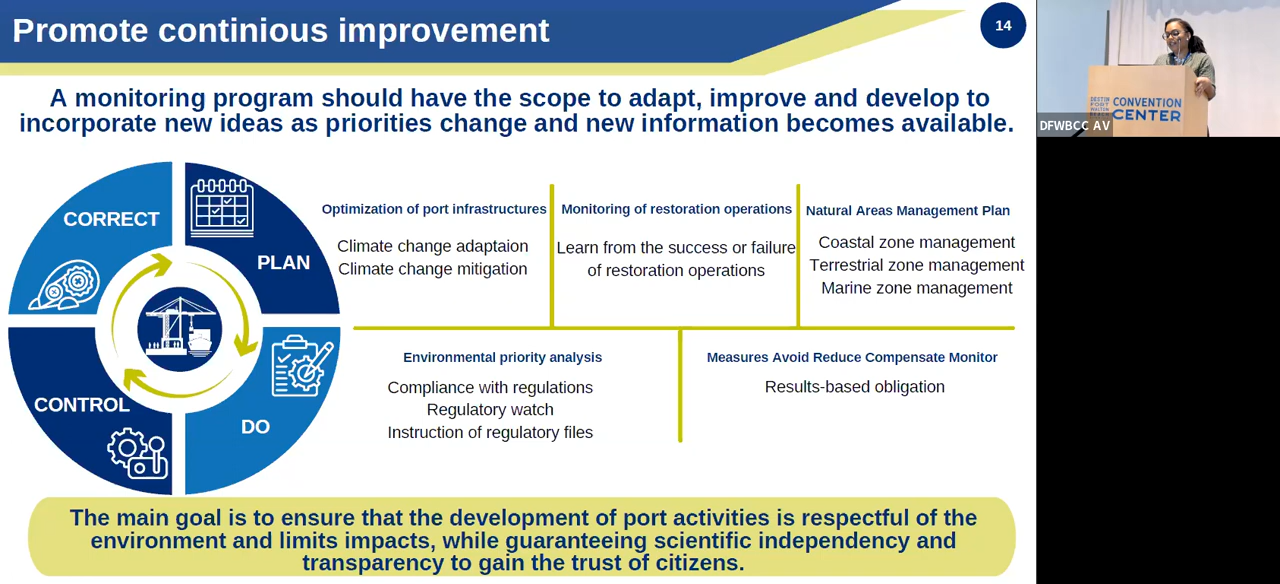 Promote continious improvement
14
A monitoring program should have the scope to adapt, improve and develop to
incorporate new ideas as priorities change and new information becomes available.
CORRECT
PLAN
DO
CONTROL
Optimization of port infrastructures
Climate change adaptaion
Climate change mitigation
Monitoring of restoration operations
Learn from the success or failure
of restoration operations
Natural Areas Management Plan
Coastal zone management
Terrestrial zone management
Marine zone management
Environmental priority analysis
Compliance with regulations
Regulatory watch
Instruction of regulatory files
Measures Avoid Reduce Compensate Monitor
Results-based obligation
The main goal is to ensure that the development of port activities is respectful of the
environment and limits impacts, while guaranteeing scientific independency and
transparency to gain the trust of citizens.
DESTIN
FORT
WALTON
BEACH
CONVENTION
CENTER
DFWBCC AV